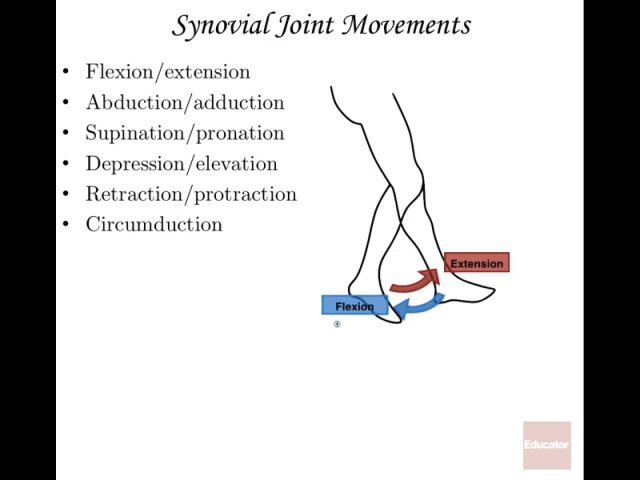 Synovial Joint Movements
• Flexion/extension
• Abduction/adduction
• Supination/pronation
• Depression/elevation
• Retraction/protraction
• Circumduction
Extension
Flexion
Educator